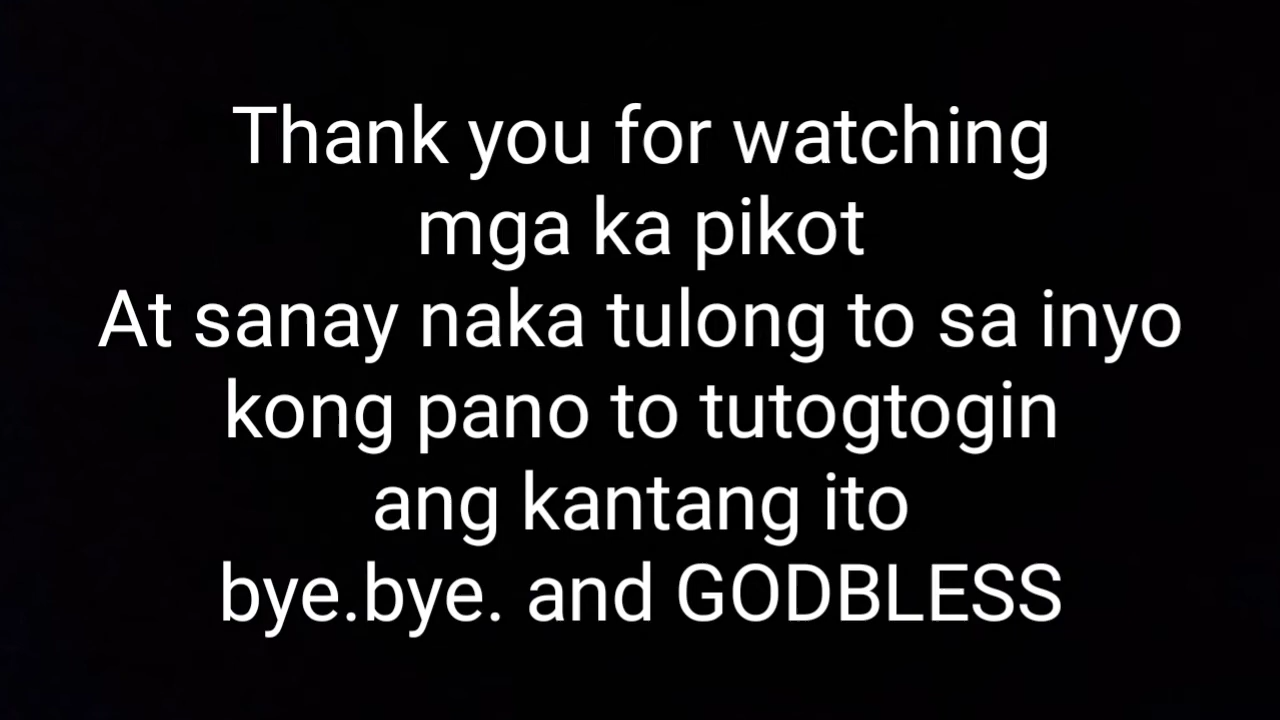 Thank you for watching
mga ka pikot
At sanay naka tulong to sa inyo
kong pano to tutogtogin
ang kantang ito
bye.bye. and GODBLESS